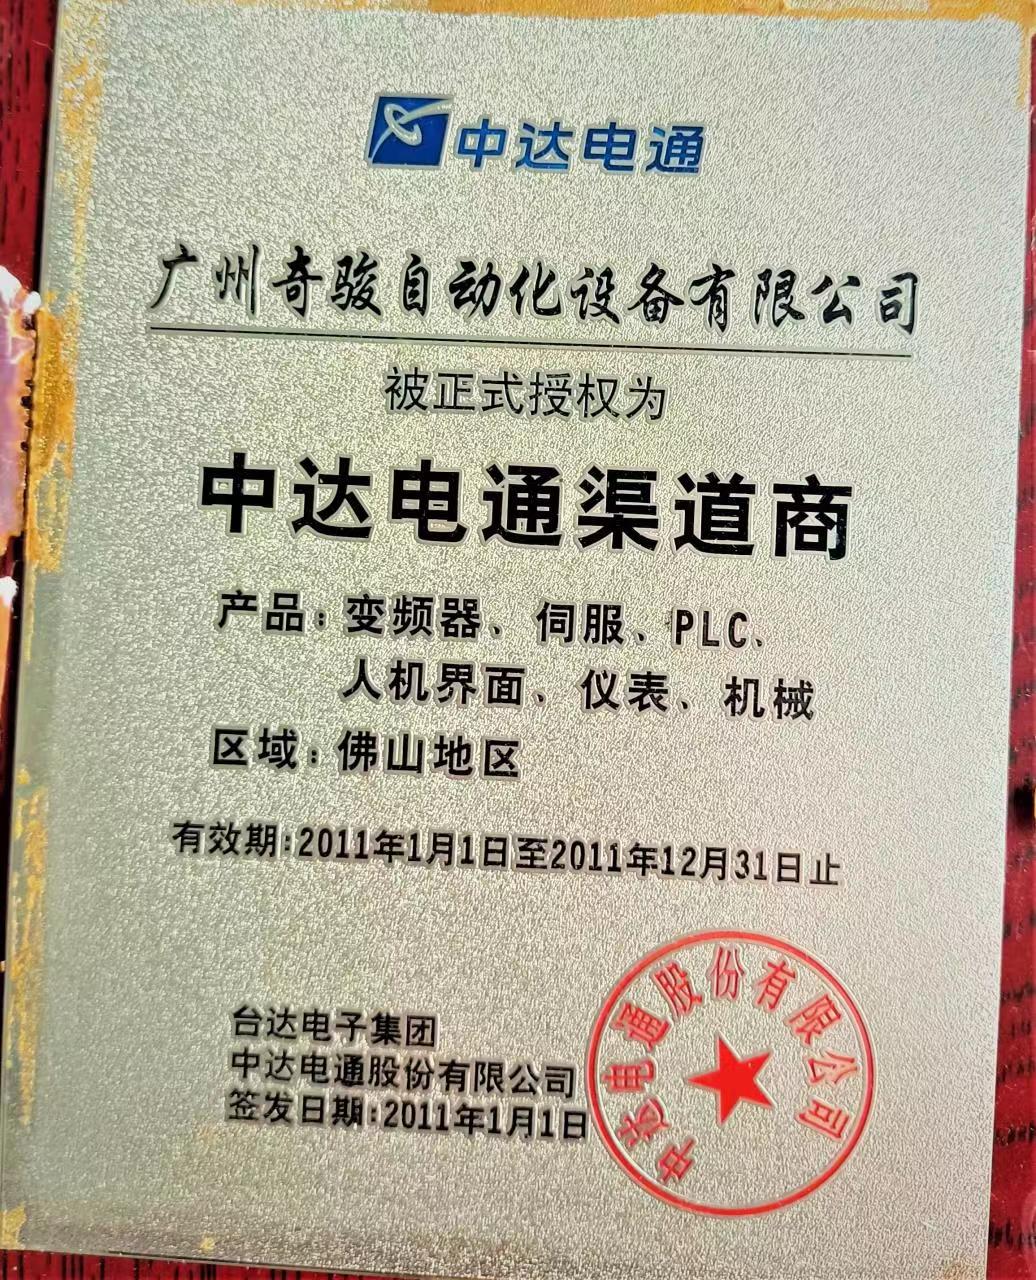 中达电通
广州奇骏自动化设备有限公司
被正式授权为
中达电通渠道商
产品：变频器、伺服、PLC、
人机界面、仪表、机械
区域：佛山地区
有效期:2011年1月1日至2011年12月31日止
台达电子集团
中达电通股份有限公司
签发日期:2011年1月1日
中达电通股份有限公司